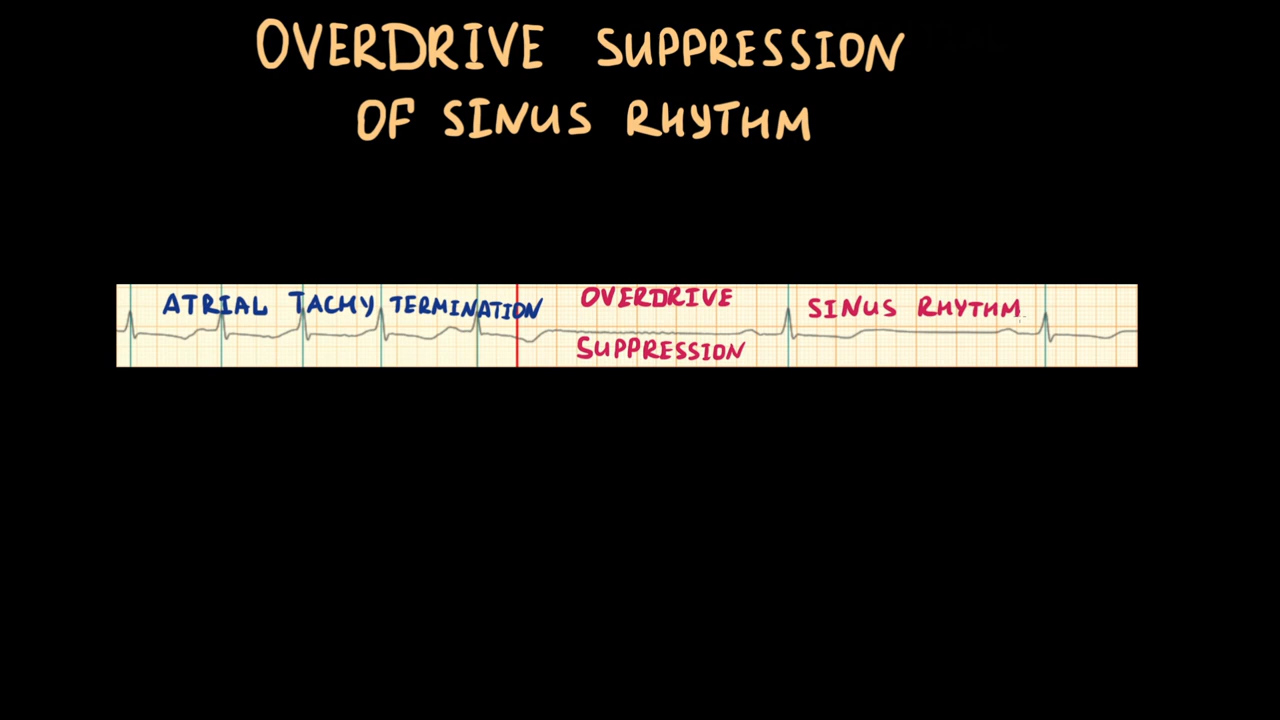 OVERDRIVE SUPPRESSION
OF SINUS RHYTHM
ATRIAL TACHY TERMINATION
OVERDRIVE
SUPPRESSION
SINUS RHYTHM